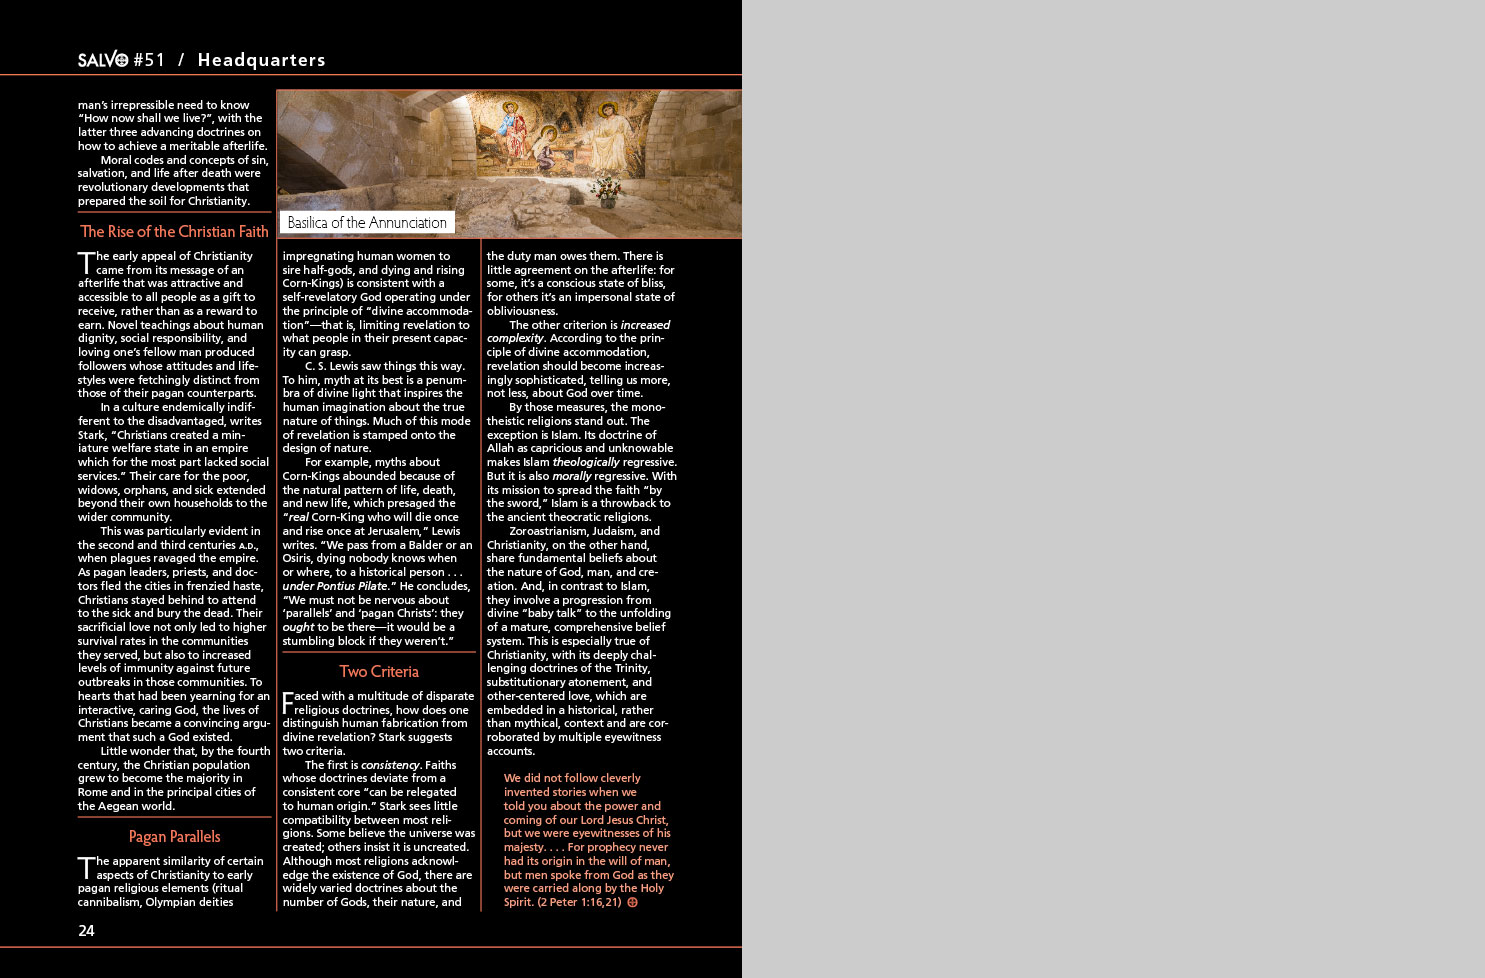 SALVO #51 / Headquarters
man's irrepressible need to know
“How now shall we live?”, with the
latter three advancing doctrines on
how to achieve a meritable afterlife.
Moral codes and concepts of sin,
salvation, and life after death were
revolutionary developments that
prepared the soil for Christianity.
The Rise of the Christian Faith
The early appeal of Christianity
came from its message of an
afterlife that was attractive and
accessible to all people as a gift to
receive, rather than as a reward to
earn. Novel teachings about human
dignity, social responsibility, and
loving one's fellow man produced
followers whose attitudes and life-
styles were fetchingly distinct from
those of their pagan counterparts.
In a culture endemically indif-
ferent to the disadvantaged, writes
Stark, “Christians created a min-
iature welfare state in an empire
which for the most part lacked social
services.” Their care for the poor,
widows, orphans, and sick extended
beyond their own households to the
wider community.
This was particularly evident in
the second and third centuries A.D.,
when plagues ravaged the empire.
As pagan leaders, priests, and doc-
tors fled the cities in frenzied haste,
Christians stayed behind to attend
to the sick and bury the dead. Their
sacrificial love not only led to higher
survival rates in the communities
they served, but also to increased
levels of immunity against future
outbreaks in those communities. To
hearts that had been yearning for an
interactive, caring God, the lives of
Christians became a convincing argu-
ment that such a God existed.
Little wonder that, by the fourth
century, the Christian population
grew to become the majority in
Rome and in the principal cities of
the Aegean world.
Pagan Parallels
The apparent similarity of certain
aspects of Christianity to early
pagan religious elements (ritual
cannibalism, Olympian deities
Basilica of the Annunciation
impregnating human women to
sire half-gods, and dying and rising
Corn-Kings) is consistent with a
self-revelatory God operating under
the principle of “divine accommoda-
tion”—that is, limiting revelation to
what people in their present capac-
ity can grasp.
C. S. Lewis saw things this way.
To him, myth at its best is a penum-
bra of divine light that inspires the
human imagination about the true
nature of things. Much of this mode
of revelation is stamped onto the
design of nature.
For example, myths about
Corn-Kings abounded because of
the natural pattern of life, death,
and new life, which presaged the
“real Corn-King who will die once
and rise once at Jerusalem,” Lewis
writes. “We pass from a Balder or an
Osiris, dying nobody knows when
or where, to a historical person . . .
under Pontius Pilate.” He concludes,
“We must not be nervous about
‘parallels’ and ‘pagan Christs’: they
ought to be there—it would be a
stumbling block if they weren't.”
Two Criteria
Faced with a multitude of disparate
religious doctrines, how does one
distinguish human fabrication from
divine revelation? Stark suggests
two criteria.
The first is consistency. Faiths
whose doctrines deviate from a
consistent core “can be relegated
to human origin.” Stark sees little
compatibility between most reli-
gions. Some believe the universe was
created; others insist it is uncreated.
Although most religions acknowl-
edge the existence of God, there are
widely varied doctrines about the
number of Gods, their nature, and
the duty man owes them. There is
little agreement on the afterlife: for
some, it's a conscious state of bliss,
for others it's an impersonal state of
obliviousness.
The other criterion is increased
complexity. According to the prin-
ciple of divine accommodation,
revelation should become increas-
ingly sophisticated, telling us more,
not less, about God over time.
By those measures, the mono-
theistic religions stand out. The
exception is Islam. Its doctrine of
Allah as capricious and unknowable
makes Islam theologically regressive.
But it is also morally regressive. With
its mission to spread the faith “by
the sword,” Islam is a throwback to
the ancient theocratic religions.
Zoroastrianism, Judaism, and
Christianity, on the other hand,
share fundamental beliefs about
the nature of God, man, and cre-
ation. And, in contrast to Islam,
they involve a progression from
divine “baby talk” to the unfolding
of a mature, comprehensive belief
system. This is especially true of
Christianity, with its deeply chal-
lenging doctrines of the Trinity,
substitutionary atonement, and
other-centered love, which are
embedded in a historical, rather
than mythical, context and are cor-
roborated by multiple eyewitness
accounts.
We did not follow cleverly
invented stories when we
told you about the power and
coming of our Lord Jesus Christ,
but we were eyewitnesses of his
majesty. . . . For prophecy never
had its origin in the will of man,
but men spoke from God as they
were carried along by the Holy
Spirit. (2 Peter 1:16,21)
24